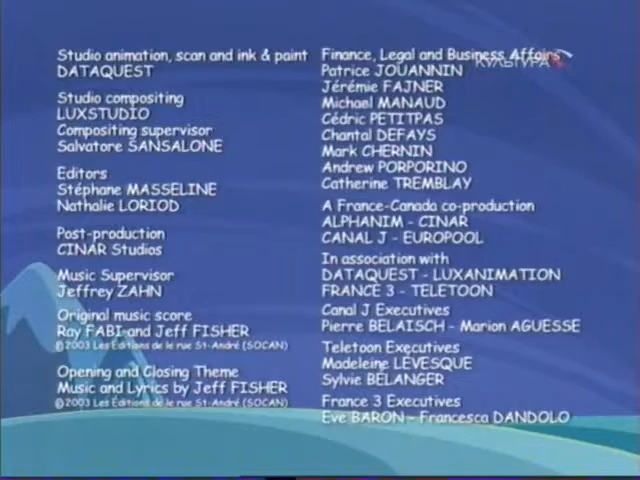 Studio animation, scan and ink & paint
DATAQUEST
Studio compositing
LUXSTUDIO
Compositing supervisor
Salvatore SANSALONE
Editors
Stéphane MASSELINE
Nathalie LORIOD
Post-production
CINAR Studios
Music Supervisor
Jeffrey ZAHN
Original music score
Ray FABI and Jeff FISHER
©2003 Les Éditions de le rue St-André (SOCAN)
Opening and Closing Theme
Music and Lyrics by Jeff FISHER
©2003 Les Éditions de le rue St-André (SOCAN)
Finance, Legal and Business Affairs
КУЛЬТУРА
Patrice JOUANNIN
Jérémie FAJNER
Michael MANAUD
Cédric PETITPAS
Chantal DEFAYS
Mark CHERNIN
Andrew PORPORINO
Catherine TREMBLAY
A France-Canada co-production
ALPHANIM - CINAR
CANAL J - EUROPOOL
In association with
DATAQUEST - LUXANIMATION
FRANCE 3 - TELETOON
Canal J Executives
Pierre BELAISCH - Marion AGUESSE
Teletoon Executives
Madeleine LÉVESQUE
Sylvie BÉLANGER
France 3 Executives
Eve BARON - Francesca DANDOLO